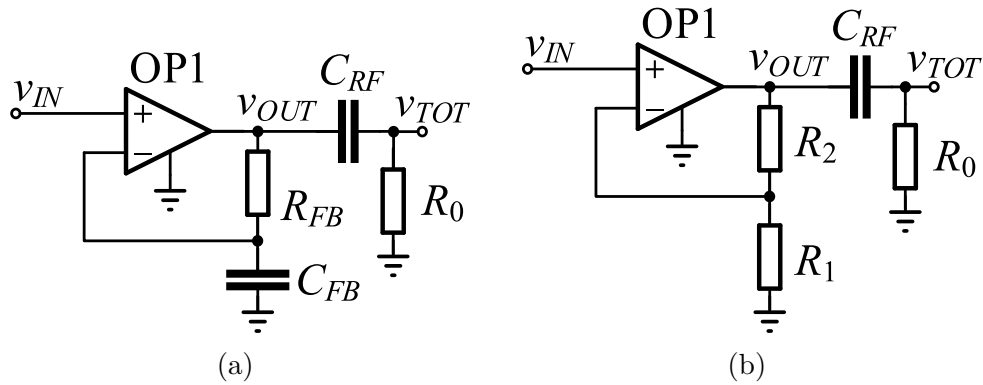 OP1
v_IN
+
−
v_OUT
C_RF
v_TOT
R_FB
R_0
C_FB
(a)
OP1
v_IN
+
−
v_OUT
C_RF
v_TOT
R_2
R_0
R_1
(b)